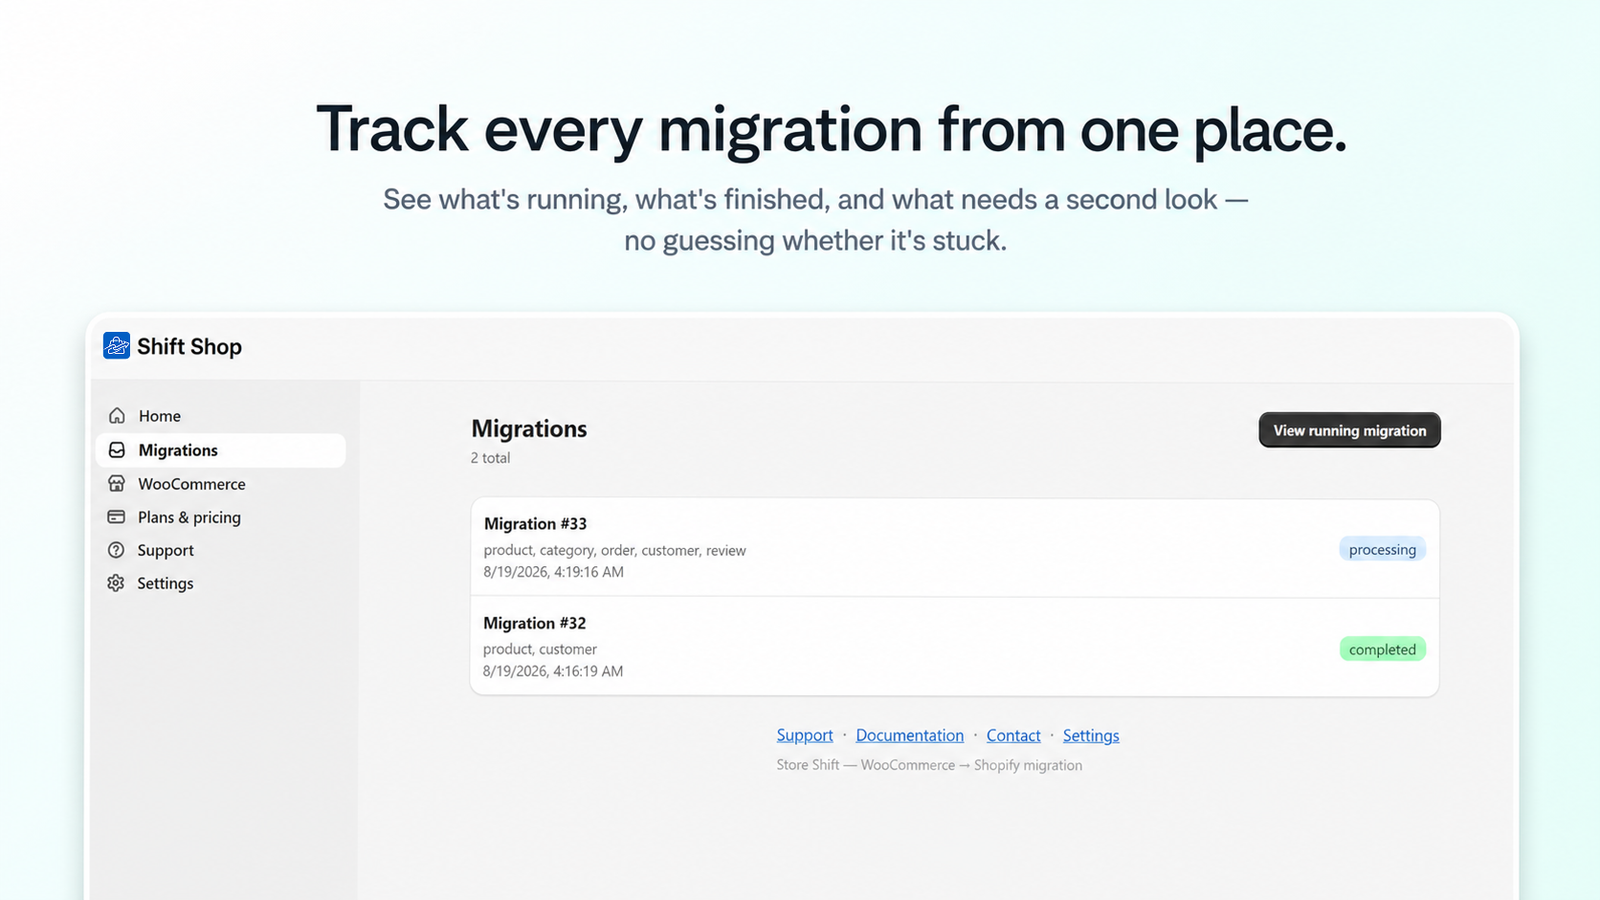 Track every migration from one place.
See what's running, what's finished, and what needs a second look —
no guessing whether it's stuck.
Shift Shop
Home
Migrations
WooCommerce
Plans & pricing
Support
Settings
Migrations
2 total
View running migration
Migration #33
product, category, order, customer, review
8/19/2026, 4:19:16 AM
processing
Migration #32
product, customer
8/19/2026, 4:16:19 AM
completed
Support · Documentation · Contact · Settings
Store Shift — WooCommerce → Shopify migration